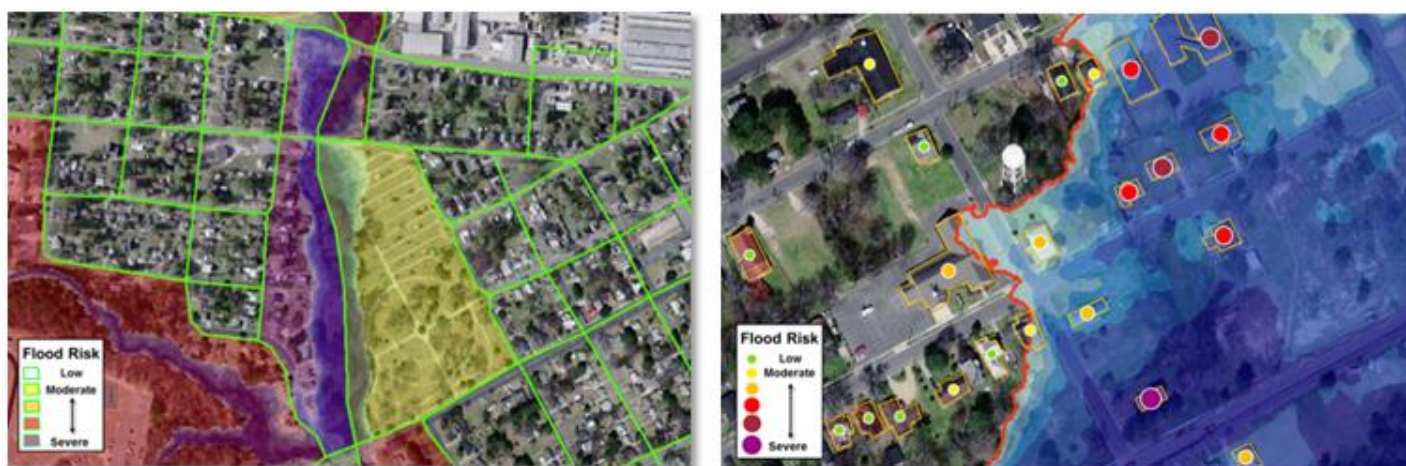 Flood Risk
Low
Moderate
Severe
Flood Risk
Low
Moderate
Severe